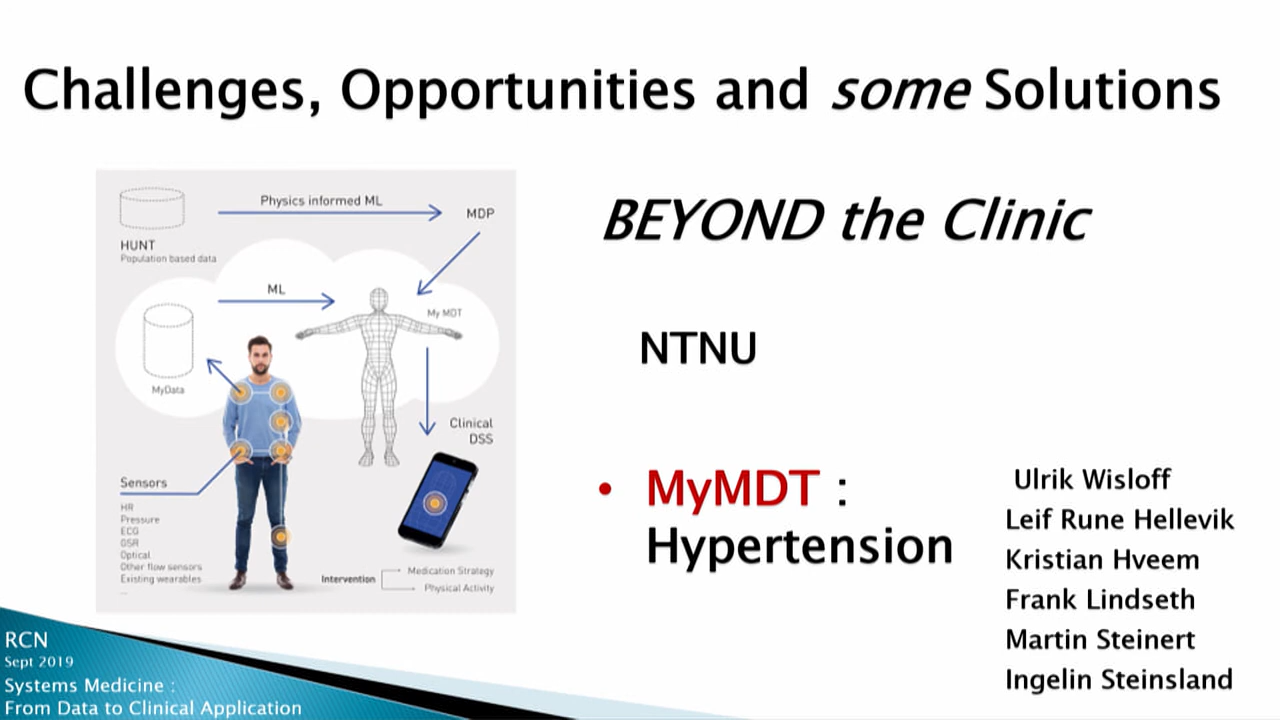 Challenges, Opportunities and some Solutions
Physics informed ML
MDP
HUNT
Population based data
ML
My MDT
MyData
Clinical
DSS
Sensors
HR
Pressure
ECG
GSR
Optical
Other flow sensors
Existing wearables
...
Intervention
Medication Strategy
Physical Activity
BEYOND the Clinic
NTNU
• MyMDT :
Hypertension
Ulrik Wisloff
Leif Rune Hellevik
Kristian Hveem
Frank Lindseth
Martin Steinert
Ingelin Steinsland
RCN
Sept 2019
Systems Medicine :
From Data to Clinical Application